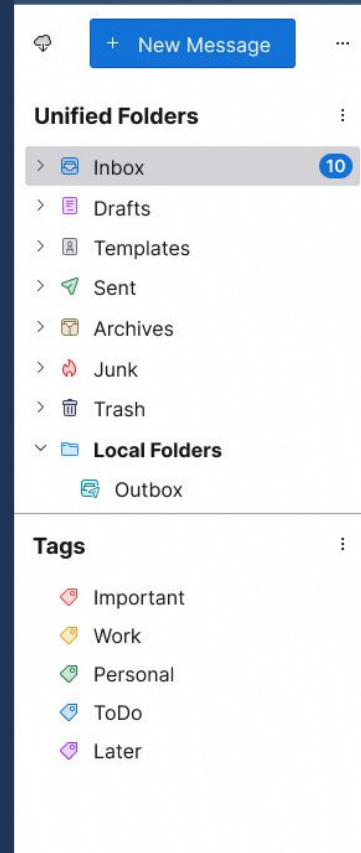 + New Message
Unified Folders
Inbox 10
Drafts
Templates
Sent
Archives
Junk
Trash
Local Folders
Outbox
Tags
Important
Work
Personal
ToDo
Later